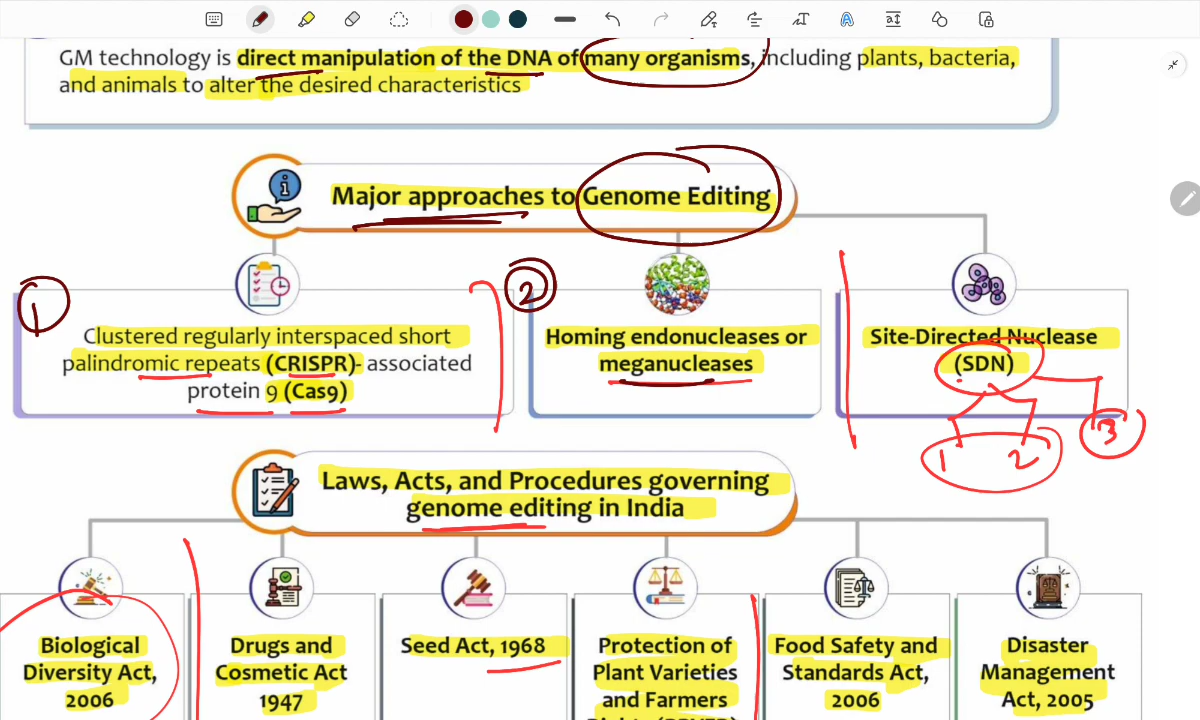 GM technology is direct manipulation of the DNA of many organisms, including plants, bacteria,
and animals to alter the desired characteristics
Major approaches to Genome Editing
1
Clustered regularly interspaced short
palindromic repeats (CRISPR)- associated
protein 9 (Cas9)
2
Homing endonucleases or
meganucleases
Site-Directed Nuclease
(SDN)
1 2 3
Laws, Acts, and Procedures governing
genome editing in India
Biological
Diversity Act,
2006
Drugs and
Cosmetic Act
1947
Seed Act, 1968
Protection of
Plant Varieties
and Farmers
Food Safety and
Standards Act,
2006
Disaster
Management
Act, 2005